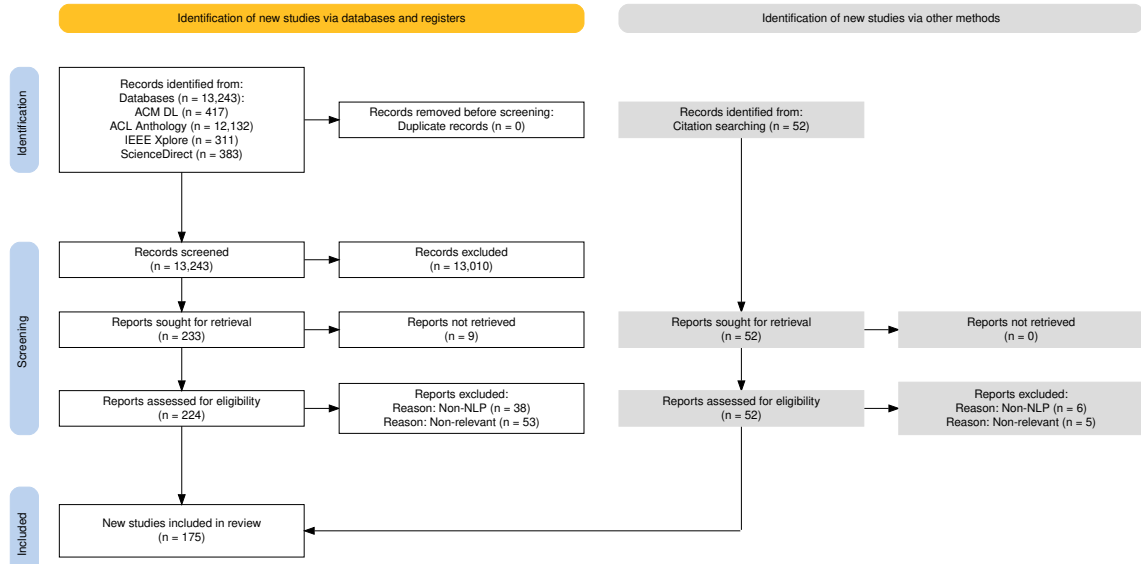 Identification of new studies via databases and registers
Identification of new studies via other methods
Identification
Records identified from:
Databases (n = 13,243):
ACM DL (n = 417)
ACL Anthology (n = 12,132)
IEEE Xplore (n = 311)
ScienceDirect (n = 383)
Records removed before screening:
Duplicate records (n = 0)
Records identified from:
Citation searching (n = 52)
Screening
Records screened
(n = 13,243)
Records excluded
(n = 13,010)
Reports sought for retrieval
(n = 233)
Reports not retrieved
(n = 9)
Reports sought for retrieval
(n = 52)
Reports not retrieved
(n = 0)
Reports assessed for eligibility
(n = 224)
Reports excluded:
Reason: Non-NLP (n = 38)
Reason: Non-relevant (n = 53)
Reports assessed for eligibility
(n = 52)
Reports excluded:
Reason: Non-NLP (n = 6)
Reason: Non-relevant (n = 5)
Included
New studies included in review
(n = 175)